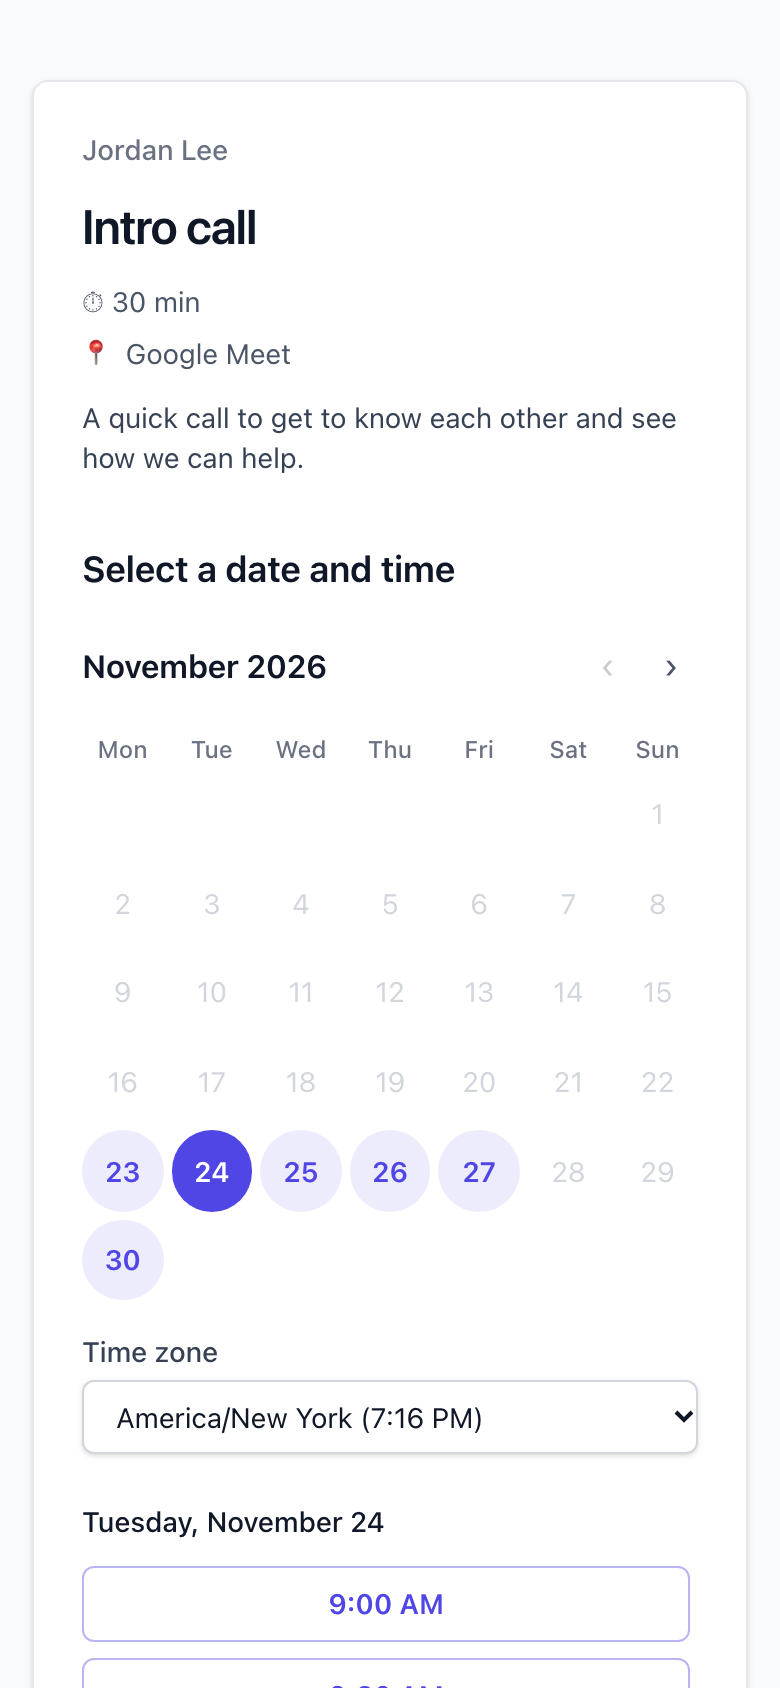 Jordan Lee
Intro call
⏱ 30 min
📍 Google Meet
A quick call to get to know each other and see
how we can help.
Select a date and time
November 2026 ‹ ›
Mon Tue Wed Thu Fri Sat Sun
1
2 3 4 5 6 7 8
9 10 11 12 13 14 15
16 17 18 19 20 21 22
23 24 25 26 27 28 29
30
Time zone
America/New York (7:16 PM)
Tuesday, November 24
9:00 AM